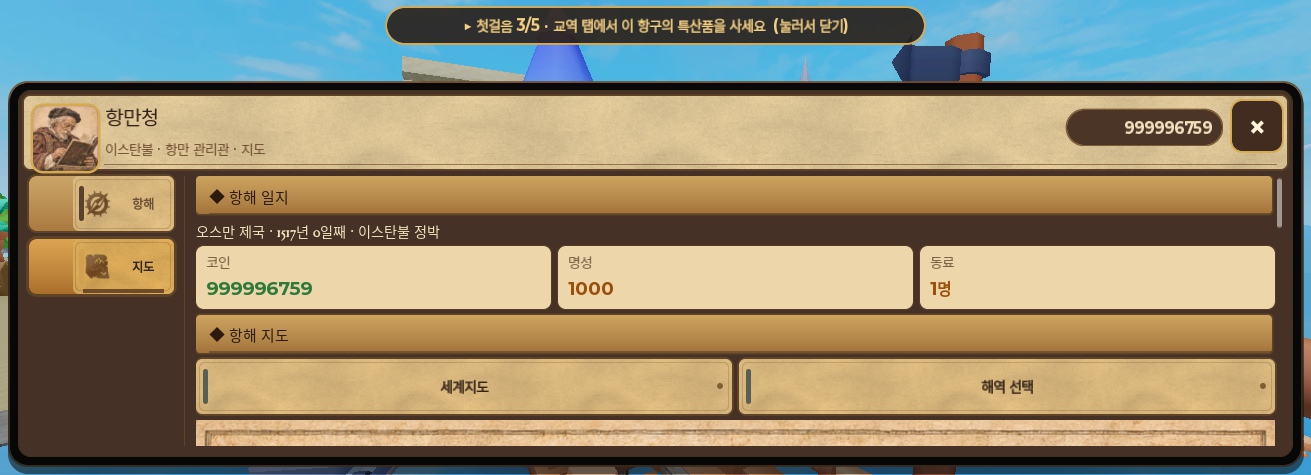 ▸ 첫걸음 3/5 · 교역 탭에서 이 항구의 특산품을 사세요 (눌러서 닫기)
항만청
이스탄불 · 항만 관리관 · 지도
999996759
×
항해
지도
◆ 항해 일지
오스만 제국 · 1517년 0일째 · 이스탄불 정박
코인
999996759
명성
1000
동료
1명
◆ 항해 지도
세계지도
해역 선택